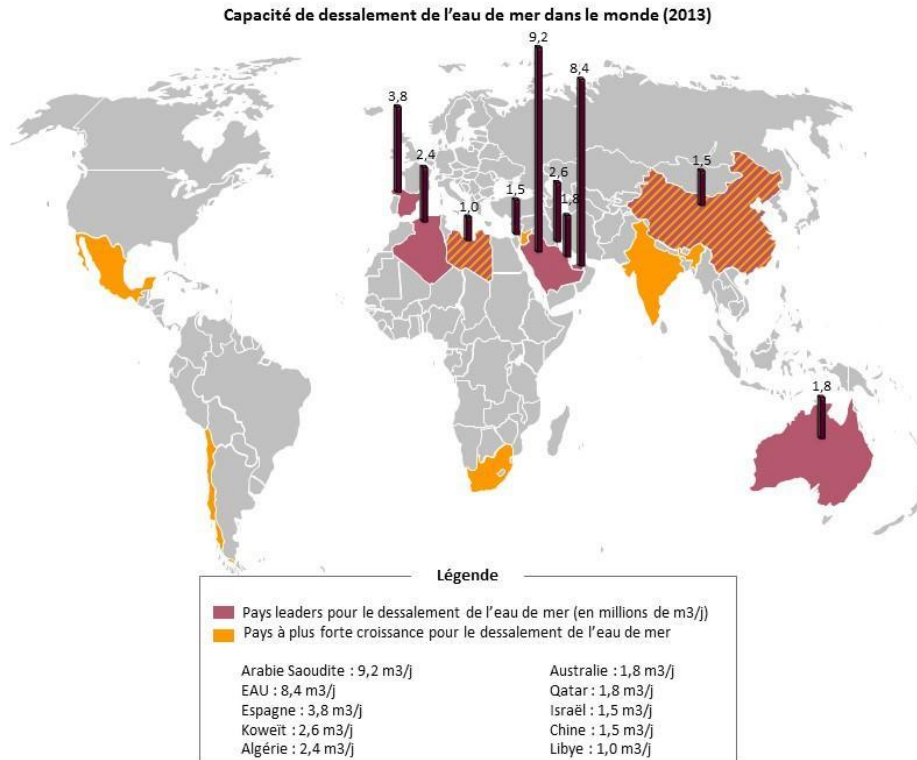 Capacité de dessalement de l'eau de mer dans le monde (2013)
9,2
8,4
3,8
2,4
1,0
1,5
2,6
1,8
1,5
1,8
Légende
Pays leaders pour le dessalement de l'eau de mer (en millions de m3/j)
Pays à plus forte croissance pour le dessalement de l'eau de mer
Arabie Saoudite : 9,2 m3/j
EAU : 8,4 m3/j
Espagne : 3,8 m3/j
Koweït : 2,6 m3/j
Algérie : 2,4 m3/j
Australie : 1,8 m3/j
Qatar : 1,8 m3/j
Israël : 1,5 m3/j
Chine : 1,5 m3/j
Libye : 1,0 m3/j